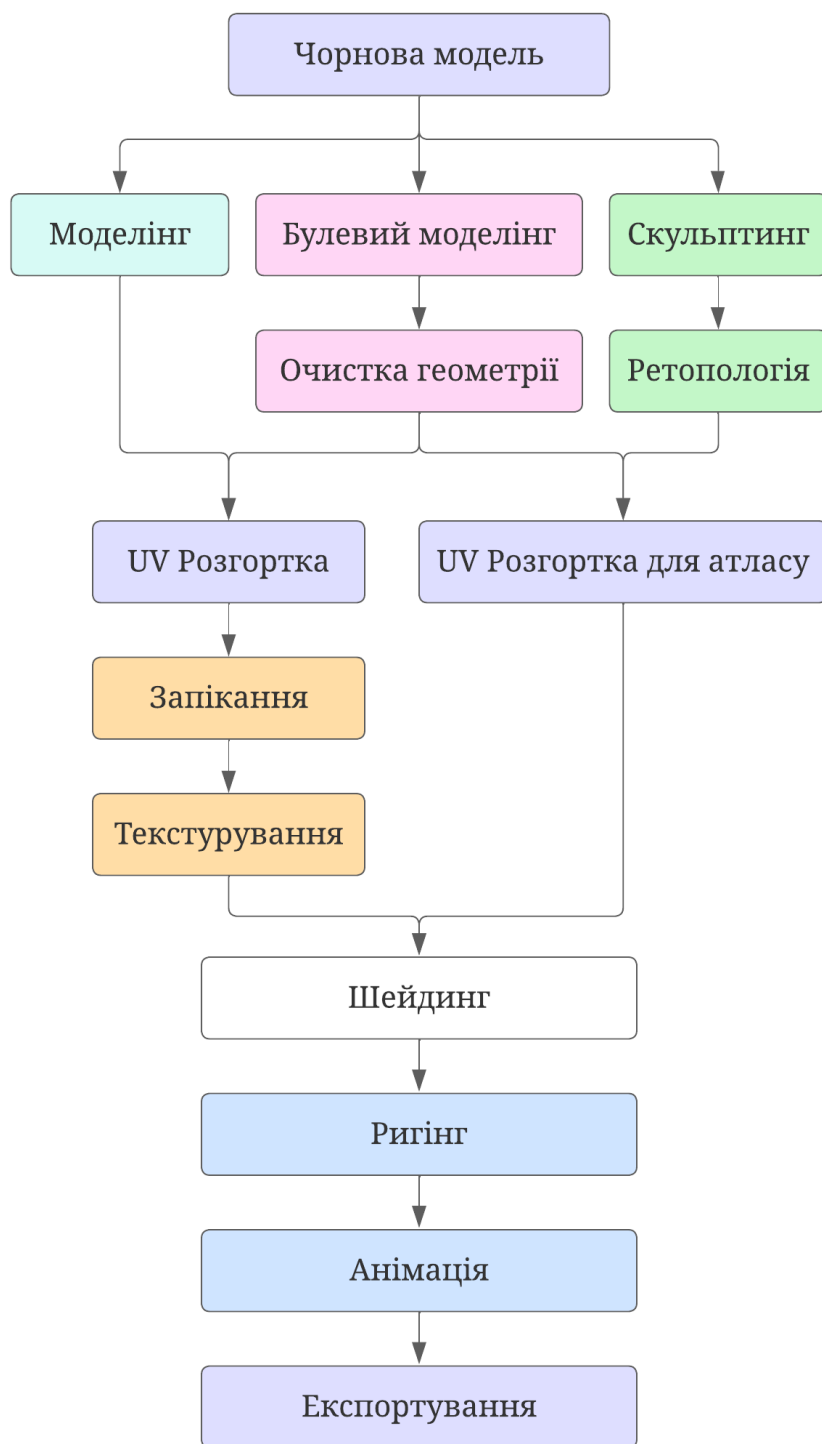 Чорнова модель
Моделінг
Булевий моделінг
Скульптинг
Очистка геометрії
Ретопологія
UV Розгортка
UV Розгортка для атласу
Запікання
Текстурування
Шейдинг
Ригінг
Анімація
Експортування